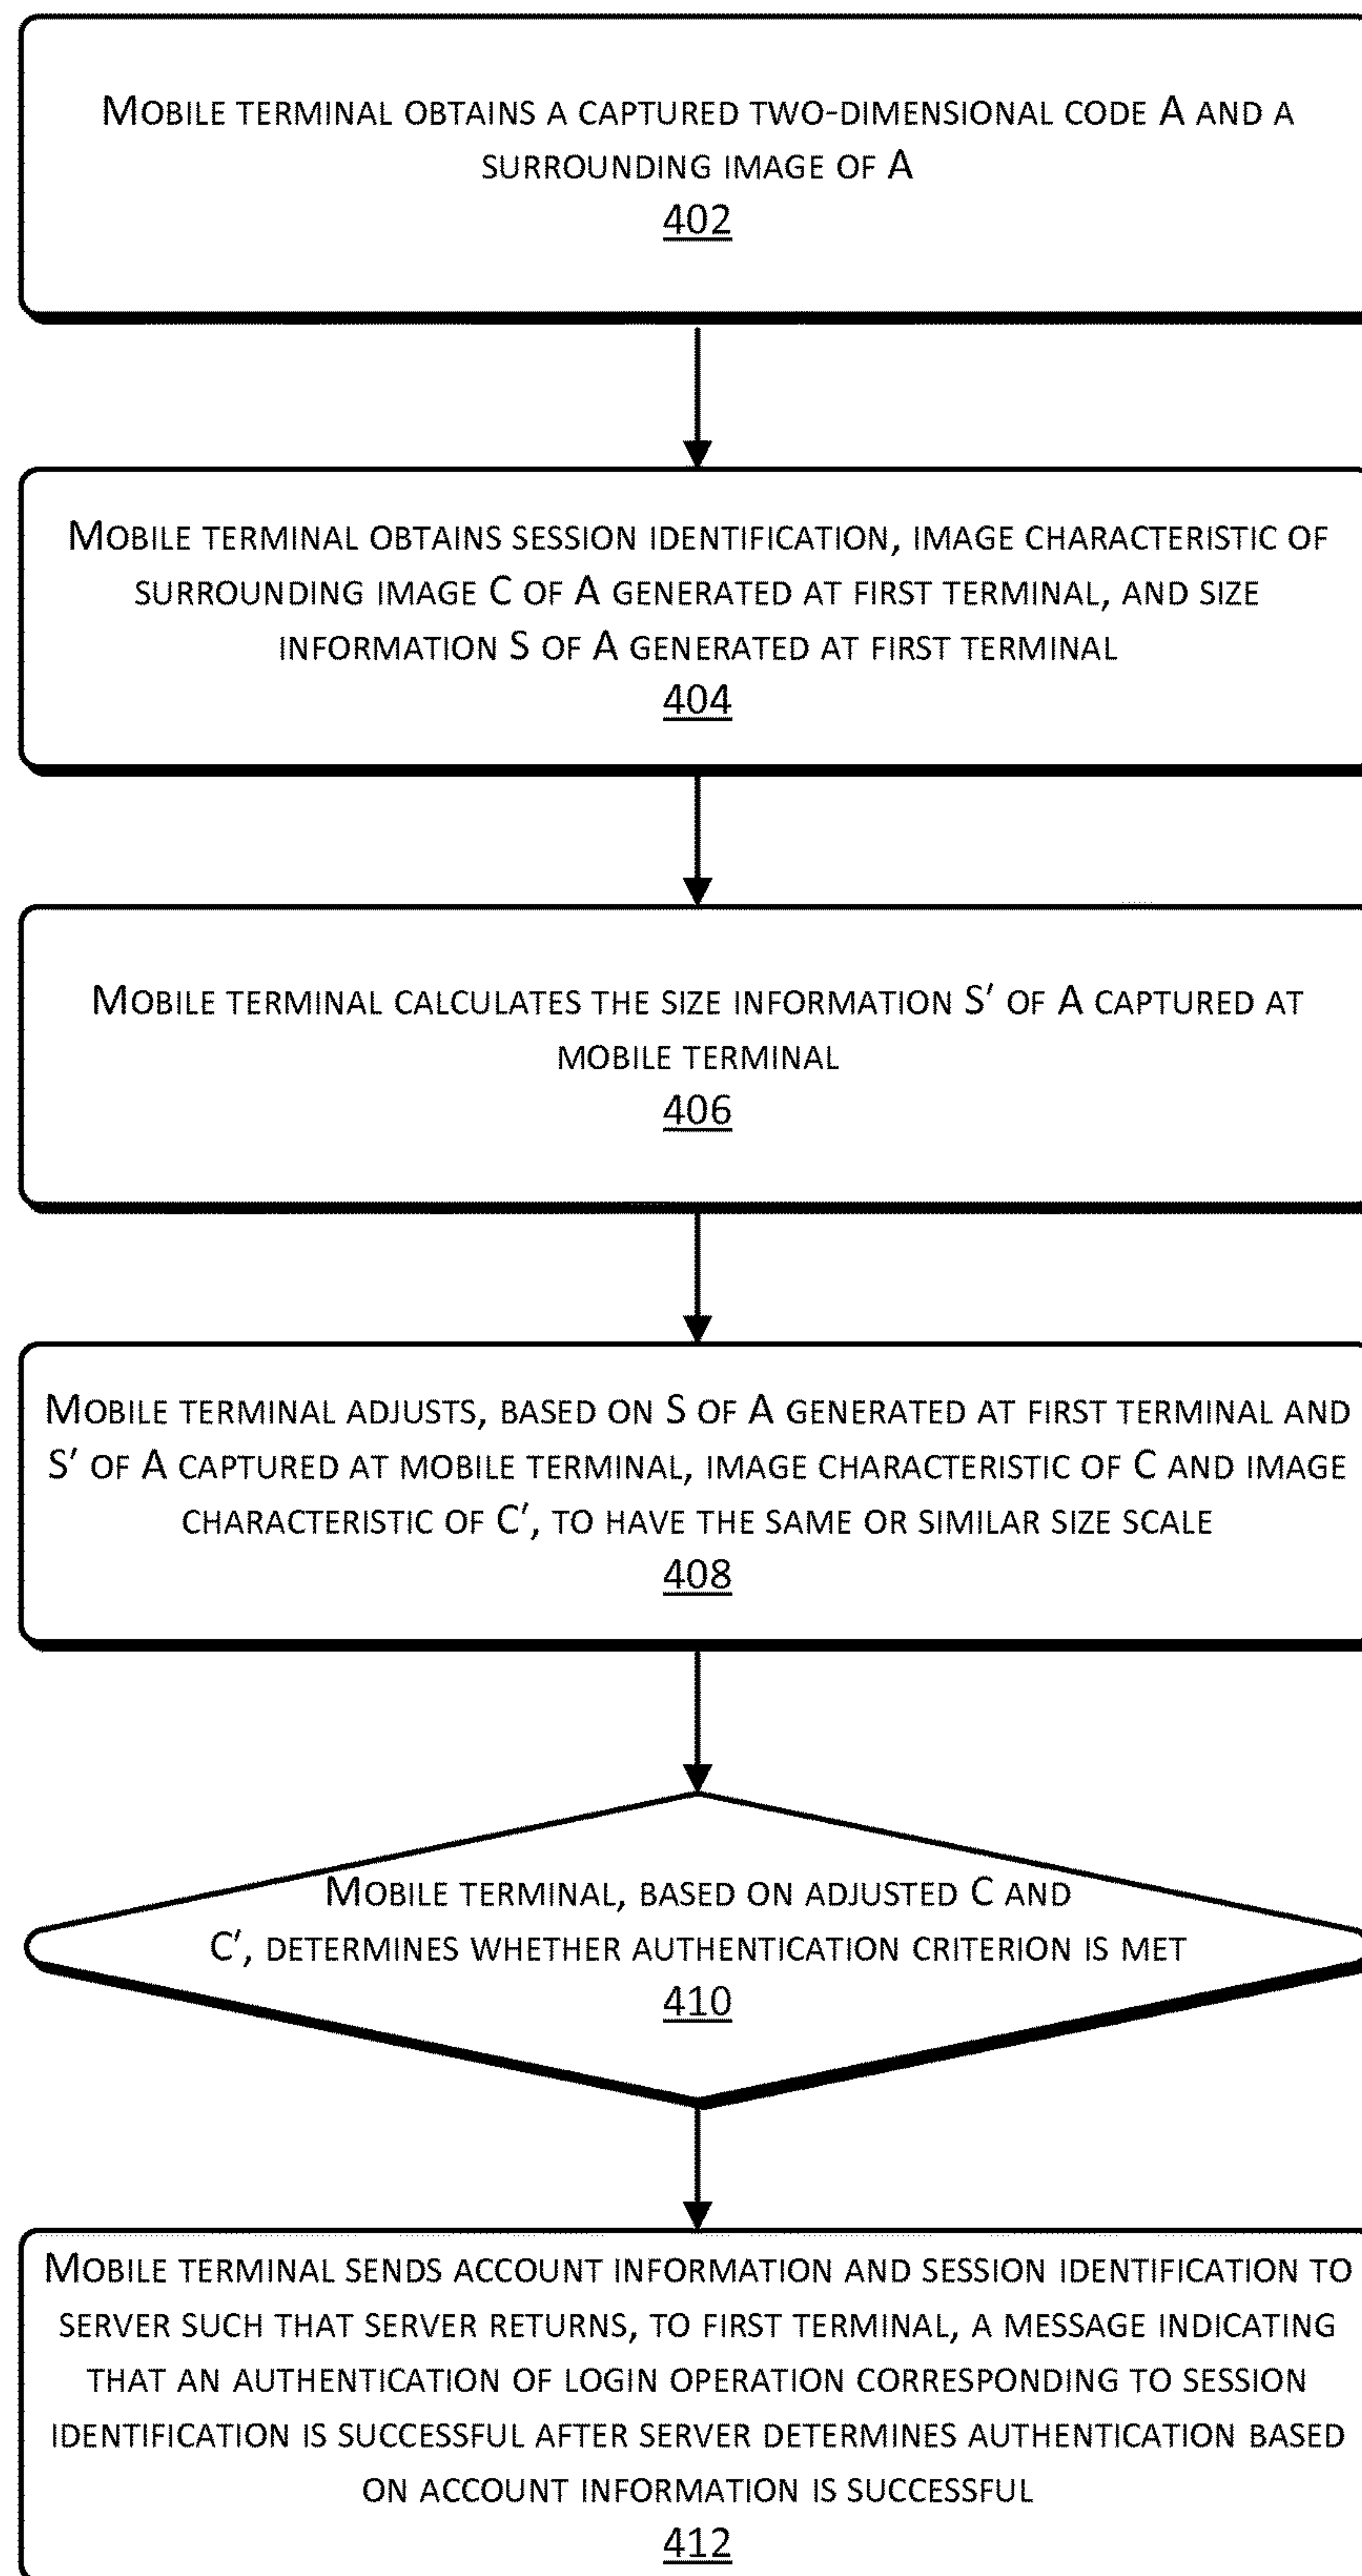 MOBILE TERMINAL OBTAINS A CAPTURED TWO-DIMENSIONAL CODE A AND A
SURROUNDING IMAGE OF A
402
MOBILE TERMINAL OBTAINS SESSION IDENTIFICATION, IMAGE CHARACTERISTIC OF
SURROUNDING IMAGE C OF A GENERATED AT FIRST TERMINAL, AND SIZE
INFORMATION S OF A GENERATED AT FIRST TERMINAL
404
MOBILE TERMINAL CALCULATES THE SIZE INFORMATION S' OF A CAPTURED AT
MOBILE TERMINAL
406
MOBILE TERMINAL ADJUSTS, BASED ON S OF A GENERATED AT FIRST TERMINAL AND
S' OF A CAPTURED AT MOBILE TERMINAL, IMAGE CHARACTERISTIC OF C AND IMAGE
CHARACTERISTIC OF C', TO HAVE THE SAME OR SIMILAR SIZE SCALE
408
MOBILE TERMINAL, BASED ON ADJUSTED C AND
C', DETERMINES WHETHER AUTHENTICATION CRITERION IS MET
410
MOBILE TERMINAL SENDS ACCOUNT INFORMATION AND SESSION IDENTIFICATION TO
SERVER SUCH THAT SERVER RETURNS, TO FIRST TERMINAL, A MESSAGE INDICATING
THAT AN AUTHENTICATION OF LOGIN OPERATION CORRESPONDING TO SESSION
IDENTIFICATION IS SUCCESSFUL AFTER SERVER DETERMINES AUTHENTICATION BASED
ON ACCOUNT INFORMATION IS SUCCESSFUL
412